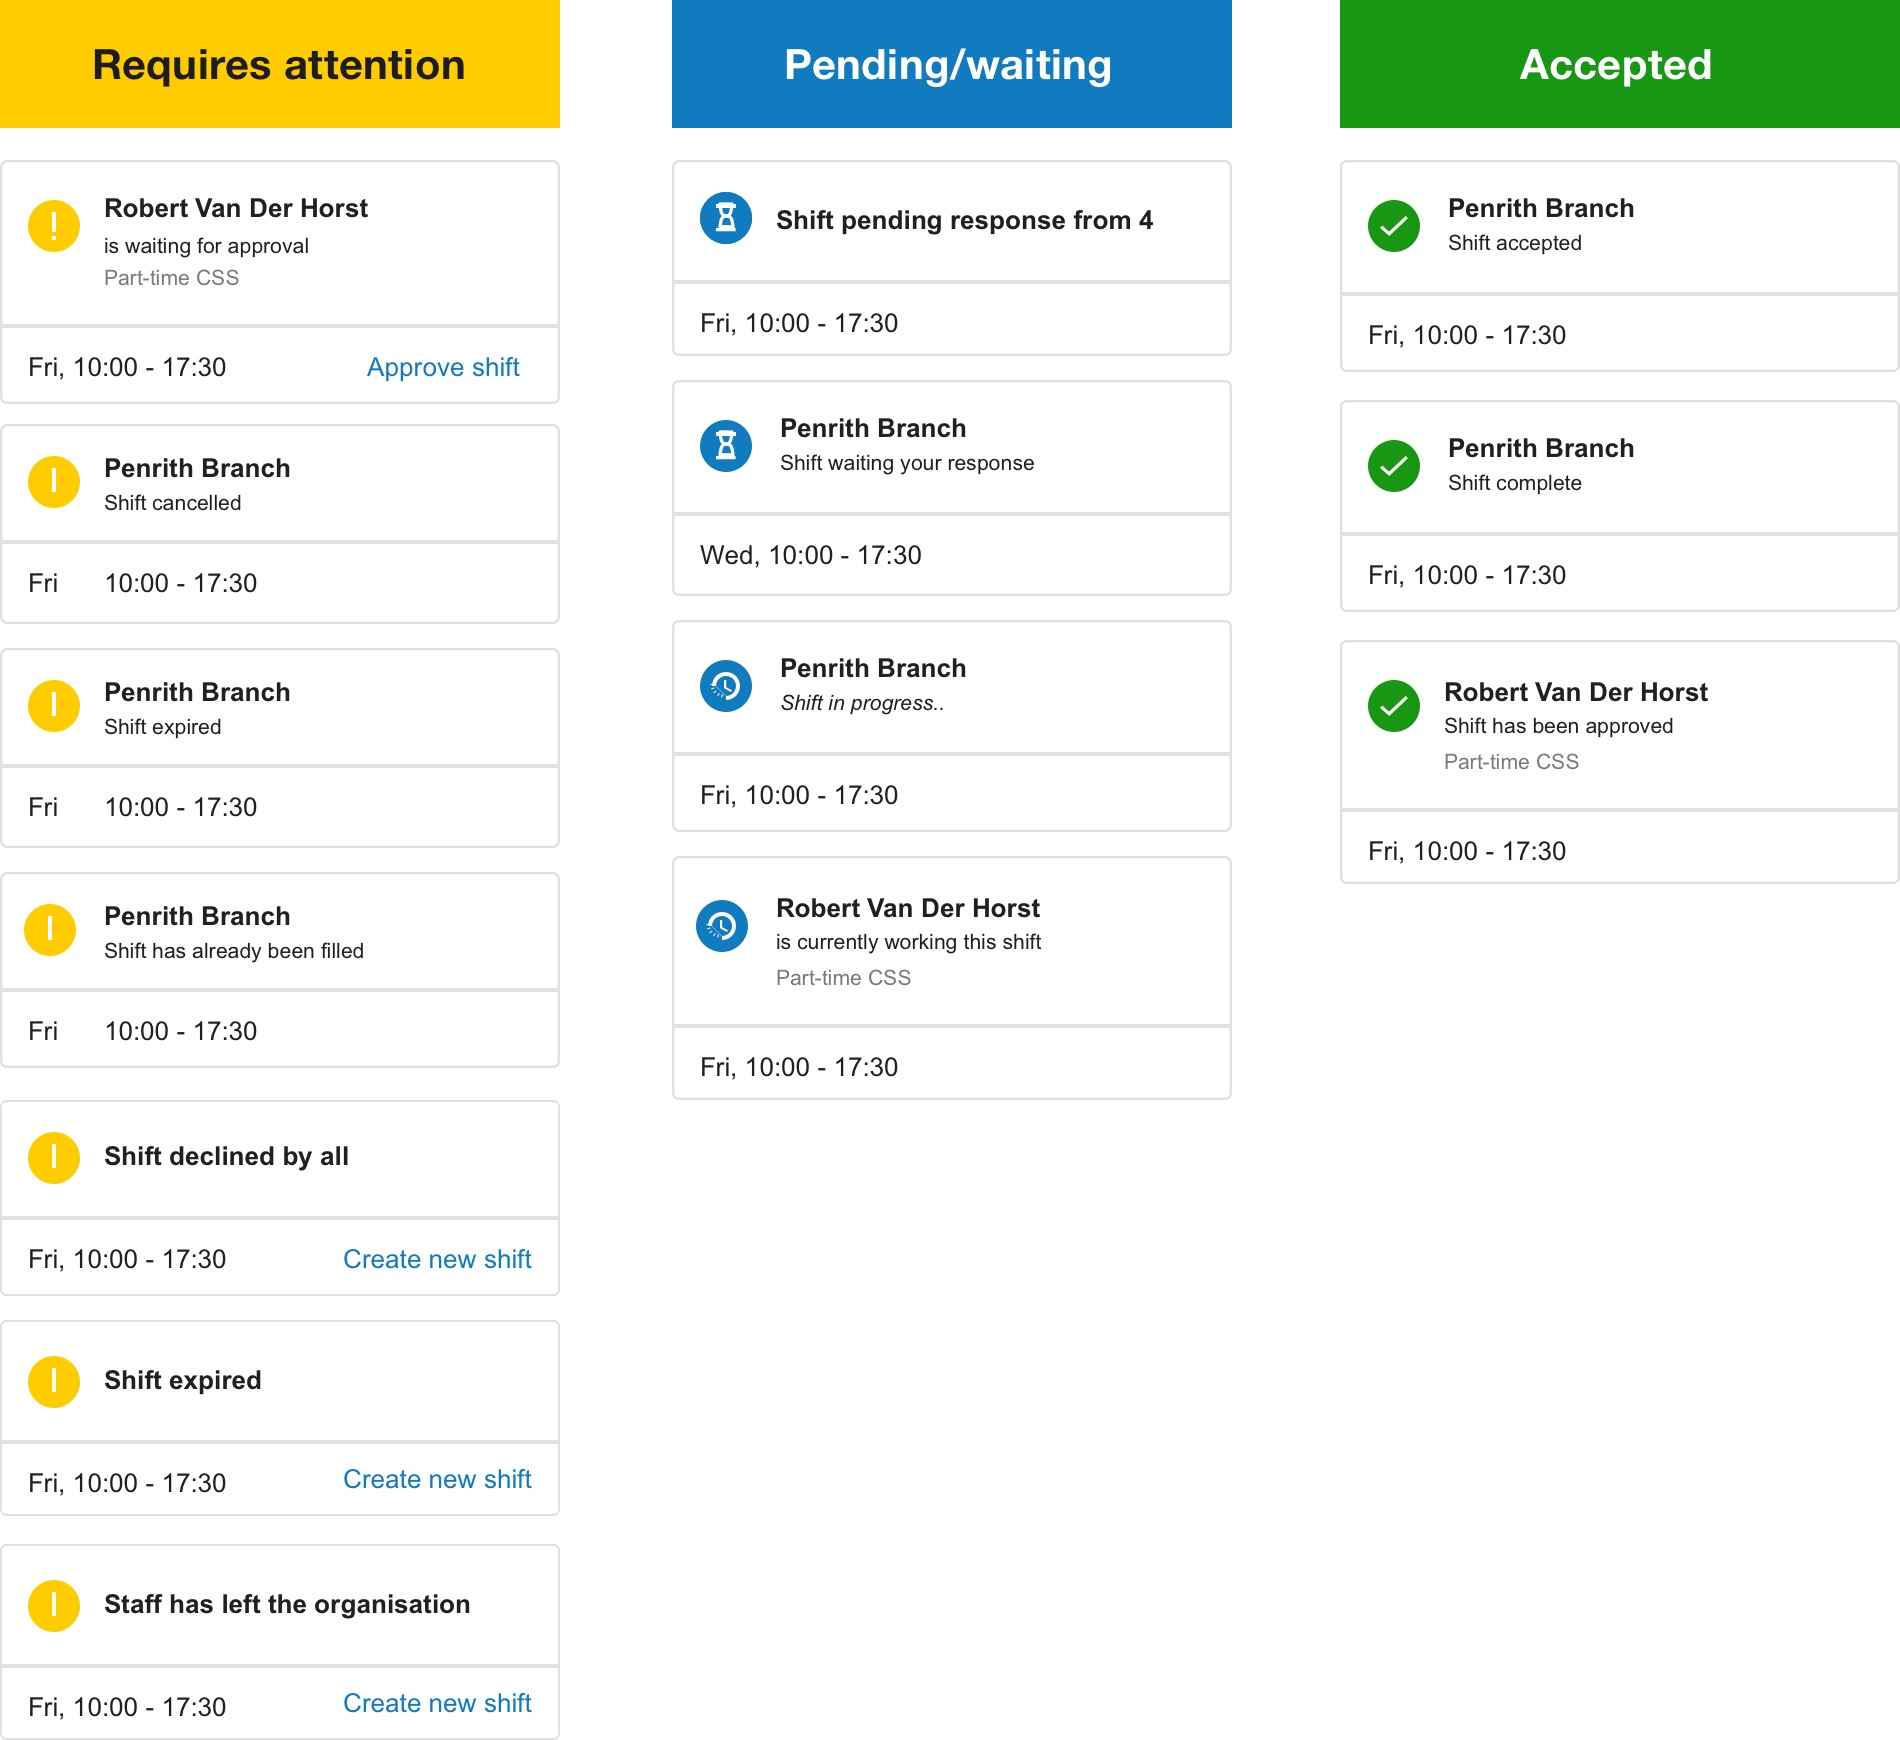 Requires attention
Robert Van Der Horst
is waiting for approval
Part-time CSS
Fri, 10:00 - 17:30
Approve shift
Penrith Branch
Shift cancelled
Fri 10:00 - 17:30
Penrith Branch
Shift expired
Fri 10:00 - 17:30
Penrith Branch
Shift has already been filled
Fri 10:00 - 17:30
Shift declined by all
Fri, 10:00 - 17:30
Create new shift
Shift expired
Fri, 10:00 - 17:30
Create new shift
Staff has left the organisation
Fri, 10:00 - 17:30
Create new shift
Pending/waiting
Shift pending response from 4
Fri, 10:00 - 17:30
Penrith Branch
Shift waiting your response
Wed, 10:00 - 17:30
Penrith Branch
Shift in progress..
Fri, 10:00 - 17:30
Robert Van Der Horst
is currently working this shift
Part-time CSS
Fri, 10:00 - 17:30
Accepted
Penrith Branch
Shift accepted
Fri, 10:00 - 17:30
Penrith Branch
Shift complete
Fri, 10:00 - 17:30
Robert Van Der Horst
Shift has been approved
Part-time CSS
Fri, 10:00 - 17:30